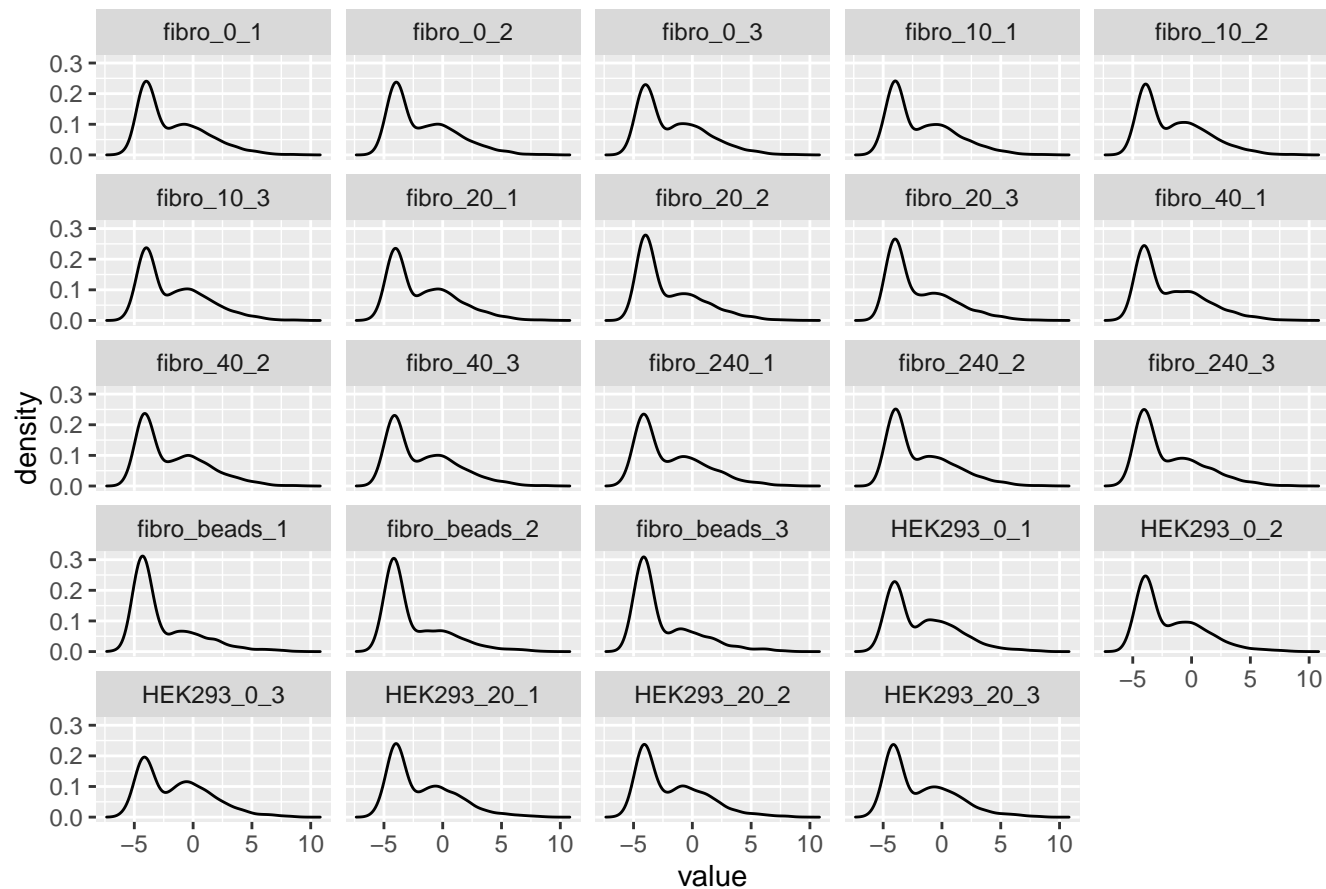 fibro_0_1 fibro_0_2 fibro_0_3 fibro_10_1 fibro_10_2
0.3
0.2
0.1
0.0
fibro_10_3 fibro_20_1 fibro_20_2 fibro_20_3 fibro_40_1
0.3
0.2
0.1
0.0
fibro_40_2 fibro_40_3 fibro_240_1 fibro_240_2 fibro_240_3
0.3
0.2
0.1
0.0
density
fibro_beads_1 fibro_beads_2 fibro_beads_3 HEK293_0_1 HEK293_0_2
0.3
0.2
0.1
0.0
−5 0 5 10
HEK293_0_3 HEK293_20_1 HEK293_20_2 HEK293_20_3
0.3
0.2
0.1
0.0
−5 0 5 10 −5 0 5 10 −5 0 5 10 −5 0 5 10
value